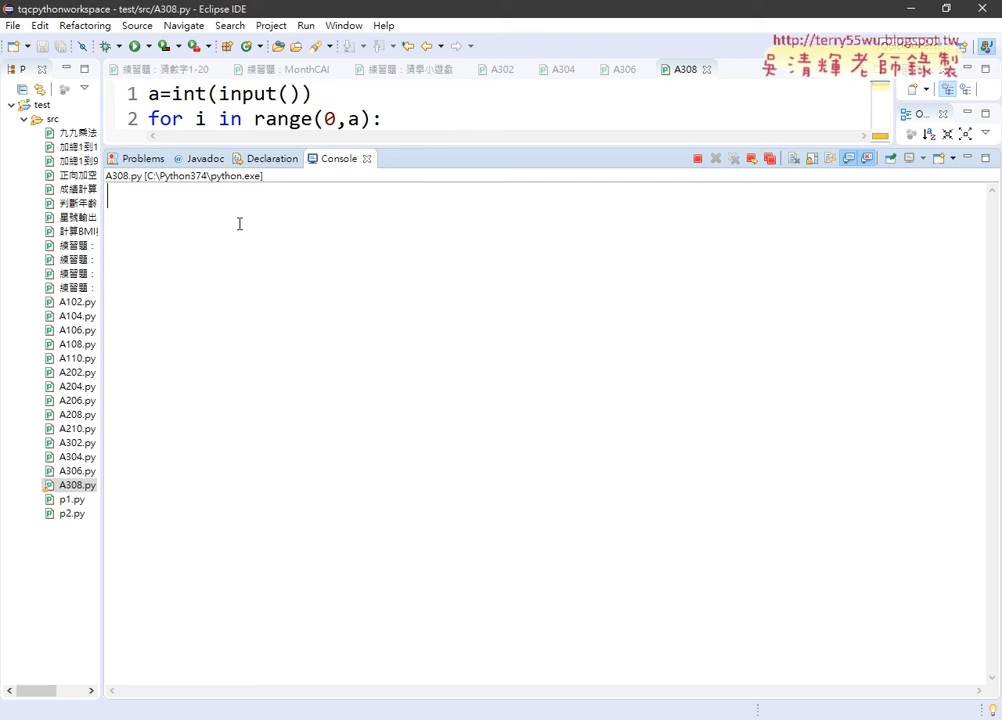 tqcpythonworkspace - test/src/A308.py - Eclipse IDE
File Edit Refactoring Source Navigate Search Project Run Window Help
http://terry55wu.blogspot.tw
吳清輝老師錄製
P
練習題：猜數字1-20
練習題：MonthCAI
練習題：猜拳小遊戲
A302
A304
A306
A308
1 a=int(input())
2 for i in range(0,a):
O...
Problems
Javadoc
Declaration
Console
A308.py [C:\Python374\python.exe]
test
src
九九乘法
加總1到1
加總1到9
正向加空
成績計算
判斷年齡
星號輸出
計算BMI
練習題：
練習題：
練習題：
練習題：
A102.py
A104.py
A106.py
A108.py
A110.py
A202.py
A204.py
A206.py
A208.py
A210.py
A302.py
A304.py
A306.py
A308.py
p1.py
p2.py